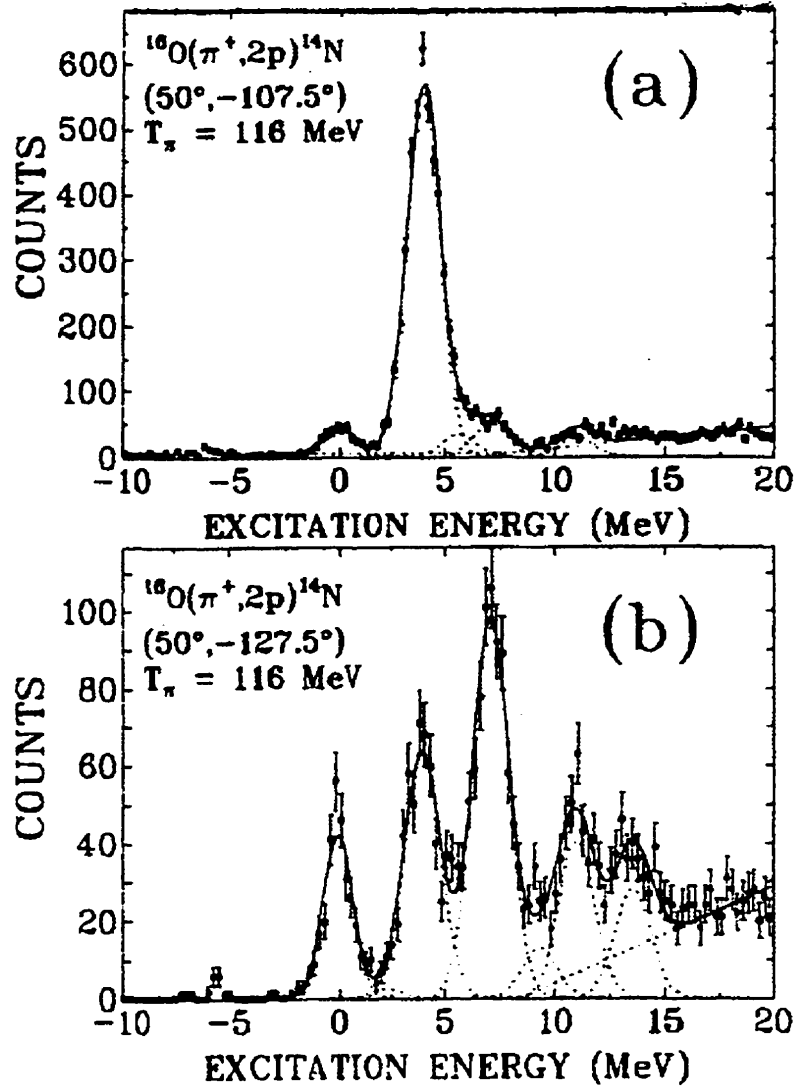 ¹⁶O(π⁺,2p)¹⁴N
(50°,-107.5°)
T_π = 116 MeV
(a)
COUNTS
600
500
400
300
200
100
0
-10 -5 0 5 10 15 20
EXCITATION ENERGY (MeV)
¹⁶O(π⁺,2p)¹⁴N
(50°,-127.5°)
T_π = 116 MeV
(b)
COUNTS
100
80
60
40
20
0
-10 -5 0 5 10 15 20
EXCITATION ENERGY (MeV)